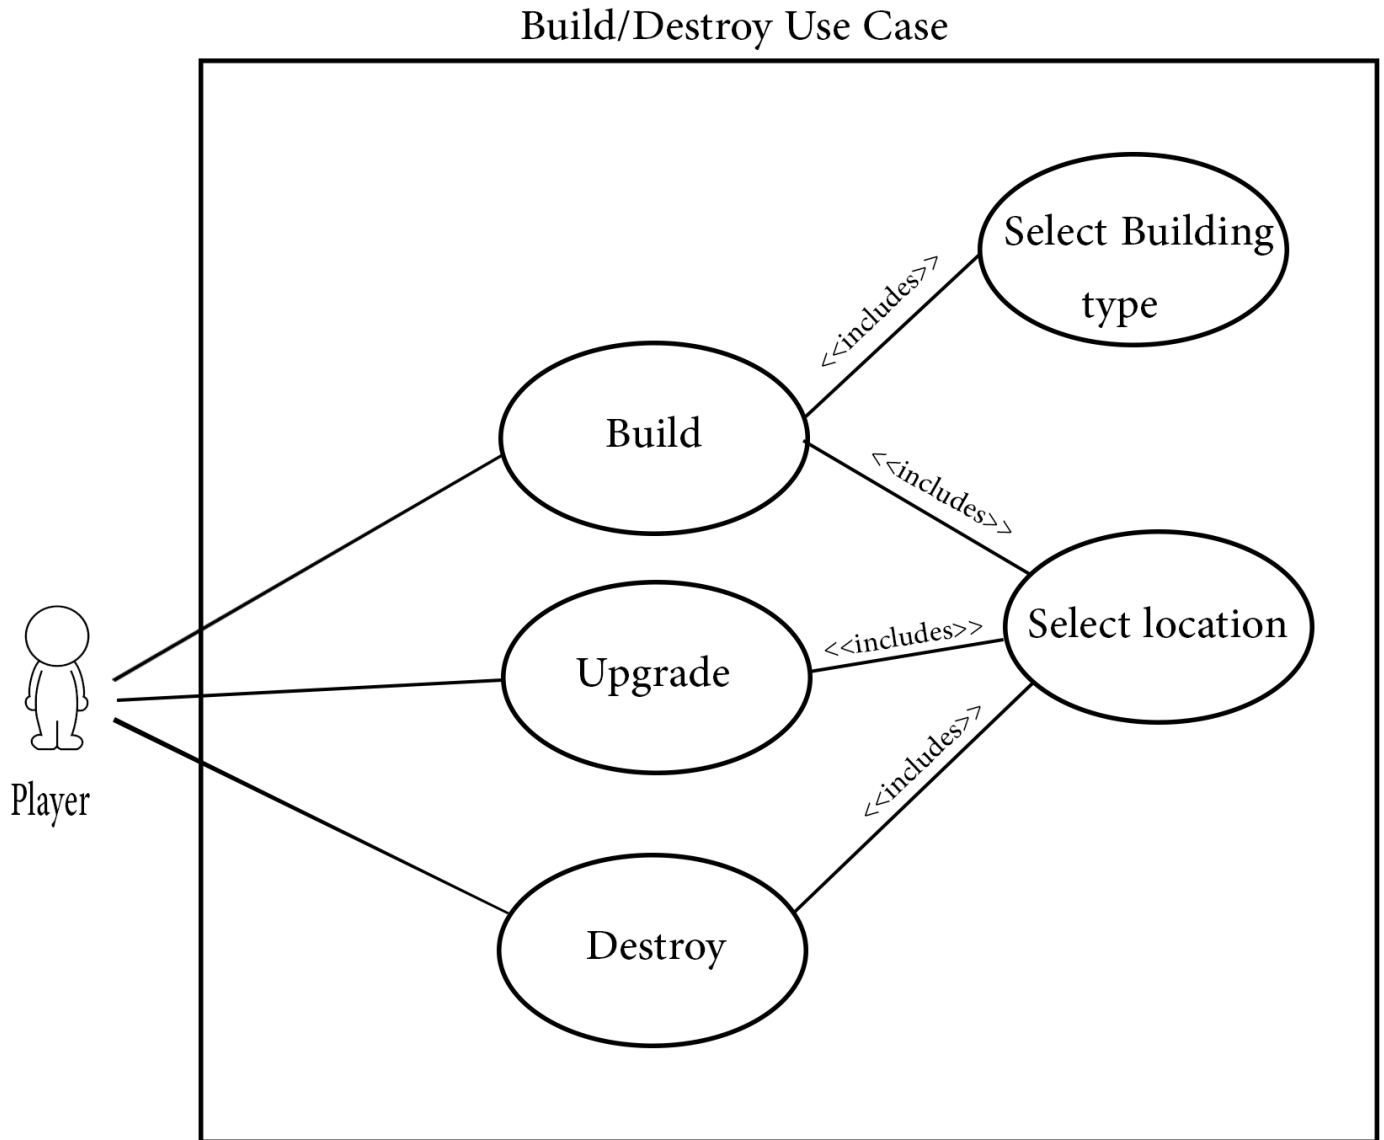 Build/Destroy Use Case
Select Building
type
<<includes>>
Build
<<includes>>
Select location
<<includes>>
Upgrade
<<includes>>
Player
Destroy